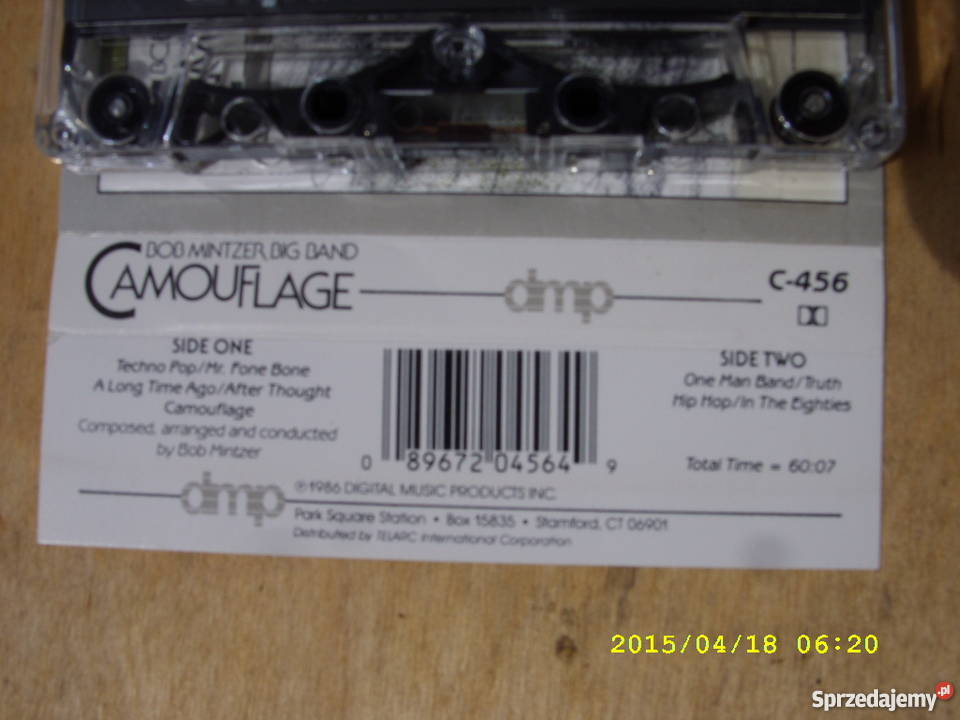 BOB MINTZER BIG BAND
CAMOUFLAGE
dmp
C-456
SIDE ONE
Techno Pop/Mr. Fone Bone
A Long Time Ago/After Thought
Camouflage
Composed, arranged and conducted
by Bob Mintzer
0 89672 04564 9
SIDE TWO
One Man Band/Truth
Hip Hop/In The Eighties
Total Time = 60:07
dmp
℗1986 DIGITAL MUSIC PRODUCTS INC.
Park Square Station • Box 15835 • Stamford, CT 06901
Distributed by TELARC International Corporation
2015/04/18 06:20
Sprzedajemy.pl